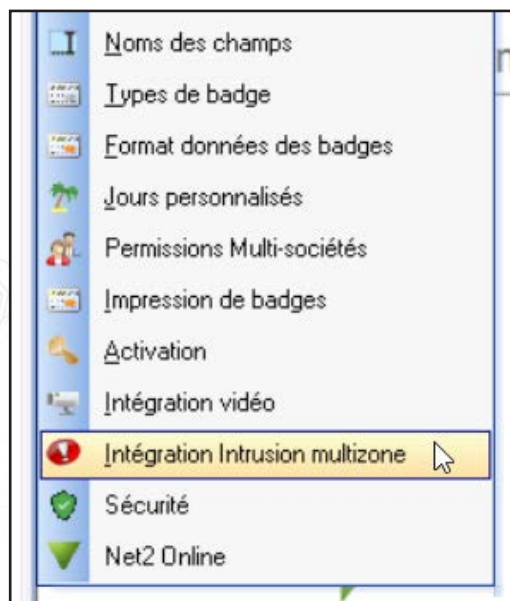 Noms des champs
Types de badge
Format données des badges
Jours personnalisés
Permissions Multi-sociétés
Impression de badges
Activation
Intégration vidéo
Intégration Intrusion multizone
Sécurité
Net2 Online